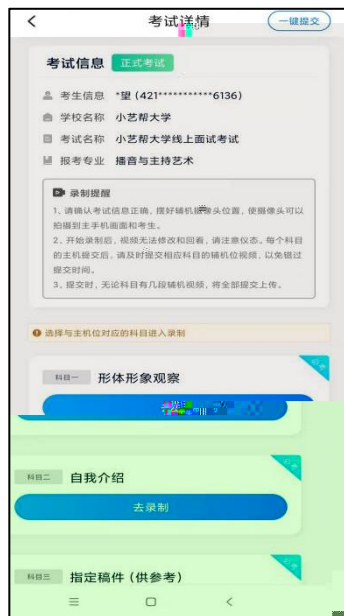 考试详情
一键提交
考试信息 正式考试
考生信息 *望 (421***********6136)
学校名称 小艺帮大学
考试名称 小艺帮大学线上面试考试
报考专业 播音与主持艺术
录制提醒
1、请确认考试信息正确，摆好辅机摄像头位置，使摄像头可以
拍摄到主手机画面和考生。
2、开始录制后，视频无法修改和回看，请注意仪态。每个科目
的主机提交后，请及时提交相应科目的辅机位视频，以免错过
提交时间。
3、提交时，无论科目有几段辅机视频，将全部提交上传。
选择与主机位对应的科目进入录制
科目一 形体形象观察
科目二 自我介绍
去录制
科目三 指定稿件 (供参考)